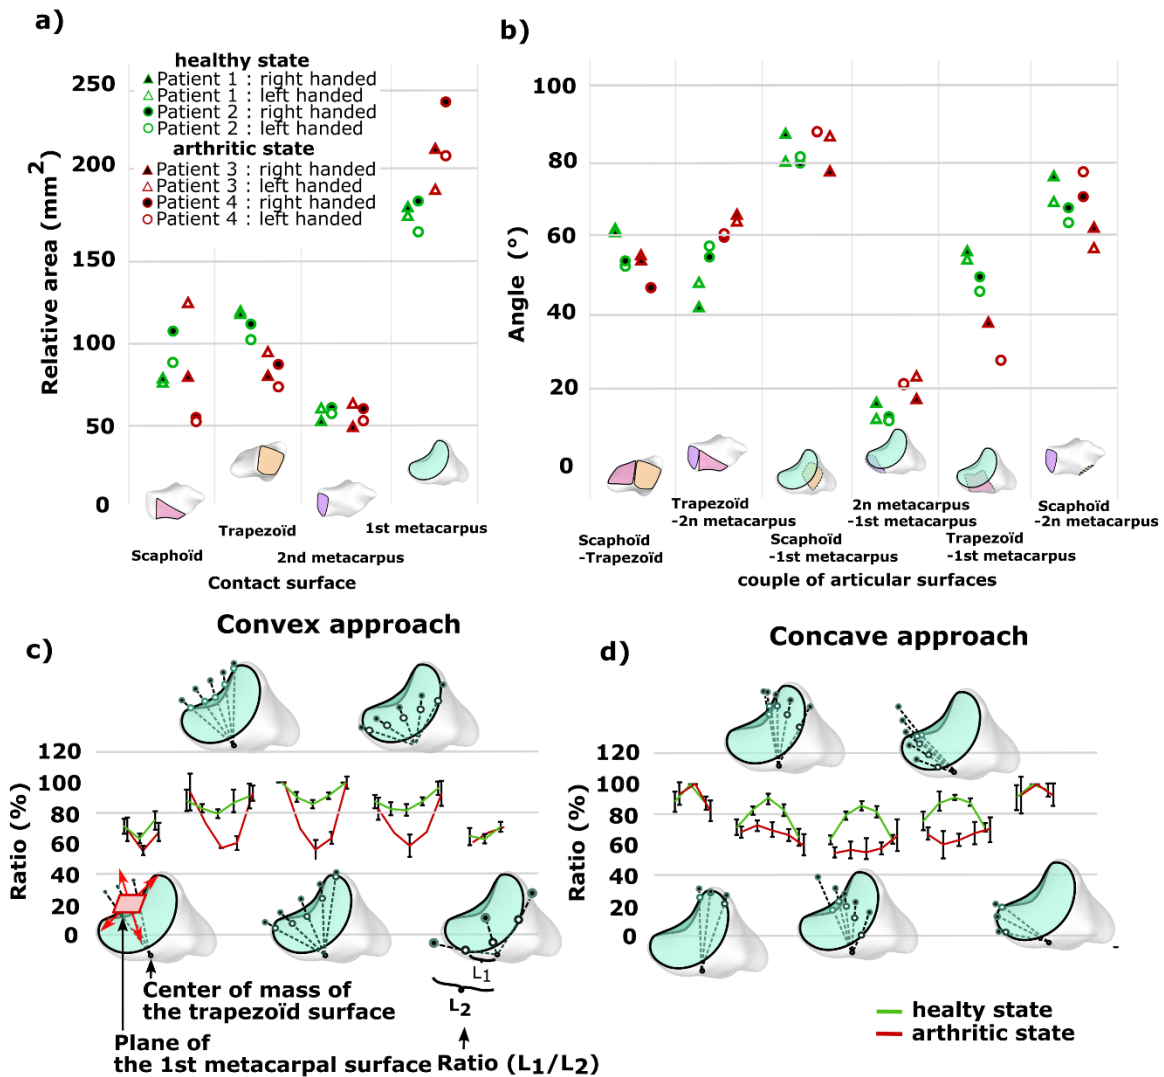 a)
healthy state
Patient 1 : right handed
Patient 1 : left handed
Patient 2 : right handed
Patient 2 : left handed
arthritic state
Patient 3 : right handed
Patient 3 : left handed
Patient 4 : right handed
Patient 4 : left handed
Relative area (mm²)
250
200
150
100
50
0
Scaphoïd
Trapezoïd
2nd metacarpus
1st metacarpus
Contact surface
b)
Angle (°)
100
80
60
40
20
0
Scaphoïd
-Trapezoïd
Trapezoïd
-2n metacarpus
Scaphoïd
-1st metacarpus
2n metacarpus
-1st metacarpus
Trapezoïd
-1st metacarpus
Scaphoïd
-2n metacarpus
couple of articular surfaces
c)
Convex approach
Ratio (%)
120
100
80
60
40
20
0
L1
L2
Center of mass of
the trapezoïd surface
Plane of
the 1st metacarpal surface
Ratio (L1/L2)
d)
Concave approach
Ratio (%)
120
100
80
60
40
20
0
-
healty state
arthritic state